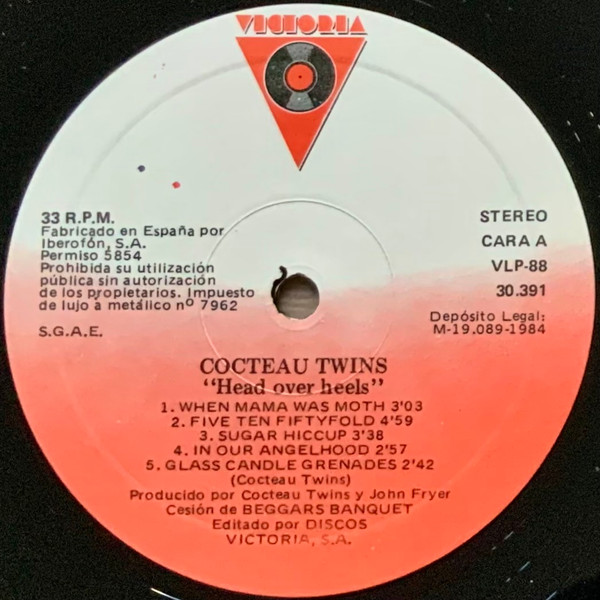 VICTORIA
33 R.P.M.
Fabricado en España por
Iberofón, S.A.
Permiso 5854
Prohibida su utilización
pública sin autorización
de los propietarios. Impuesto
de lujo a metálico nº 7962
S.G.A.E.
STEREO
CARA A
VLP-88
30.391
Depósito Legal:
M-19.089-1984
COCTEAU TWINS
"Head over heels"
1. WHEN MAMA WAS MOTH 3'03
2. FIVE TEN FIFTYFOLD 4'59
3. SUGAR HICCUP 3'38
4. IN OUR ANGELHOOD 2'57
5. GLASS CANDLE GRENADES 2'42
(Cocteau Twins)
Producido por Cocteau Twins y John Fryer
Cesión de BEGGARS BANQUET
Editado por DISCOS
VICTORIA, S.A.